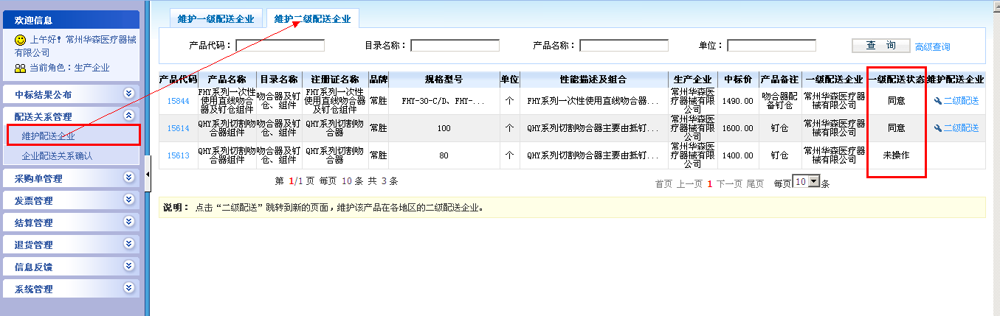 欢迎信息
上午好! 常州华森医疗器械
有限公司
当前角色：生产企业
中标结果公布
配送关系管理
维护配送企业
企业配送关系确认
采购单管理
发票管理
结算管理
退货管理
信息反馈
系统管理
维护一级配送企业 维护二级配送企业
产品代码： 目录名称： 产品名称： 单位： 查 询 高级查询
产品代码 产品名称 目录名称 注册证名称 品牌 规格型号 单位 性能描述及组合 生产企业 中标价 产品备注 一级配送企业 一级配送状态 维护配送企业
15844 FHY系列一次性使用直线吻合器及钉仓组件 吻合器及钉仓、组件 FHY系列一次性使用直线吻合器及钉仓组件 常胜 FHY-30-C/D、FHY-... 个 FHY系列一次性使用直线吻合器... 常州华森医疗器械有限公司 1490.00 吻合器配备钉仓 常州华森医疗器械有限公司 同意 二级配送
15614 QHY系列切割吻合器组件 吻合器及钉仓、组件 QHY系列切割吻合器 常胜 100 个 QHY系列切割吻合器主要由抵钉... 常州华森医疗器械有限公司 1600.00 钉仓 常州华森医疗器械有限公司 同意 二级配送
15613 QHY系列切割吻合器组件 吻合器及钉仓、组件 QHY系列切割吻合器 常胜 80 个 QHY系列切割吻合器主要由抵钉... 常州华森医疗器械有限公司 1400.00 钉仓 常州华森医疗器械有限公司 未操作
第 1/1 页 每页 10 条 共 3 条 首页 上一页 1 下一页 尾页 每页 10 条
说明： 点击“二级配送”跳转到新的页面，维护该产品在各地区的二级配送企业。